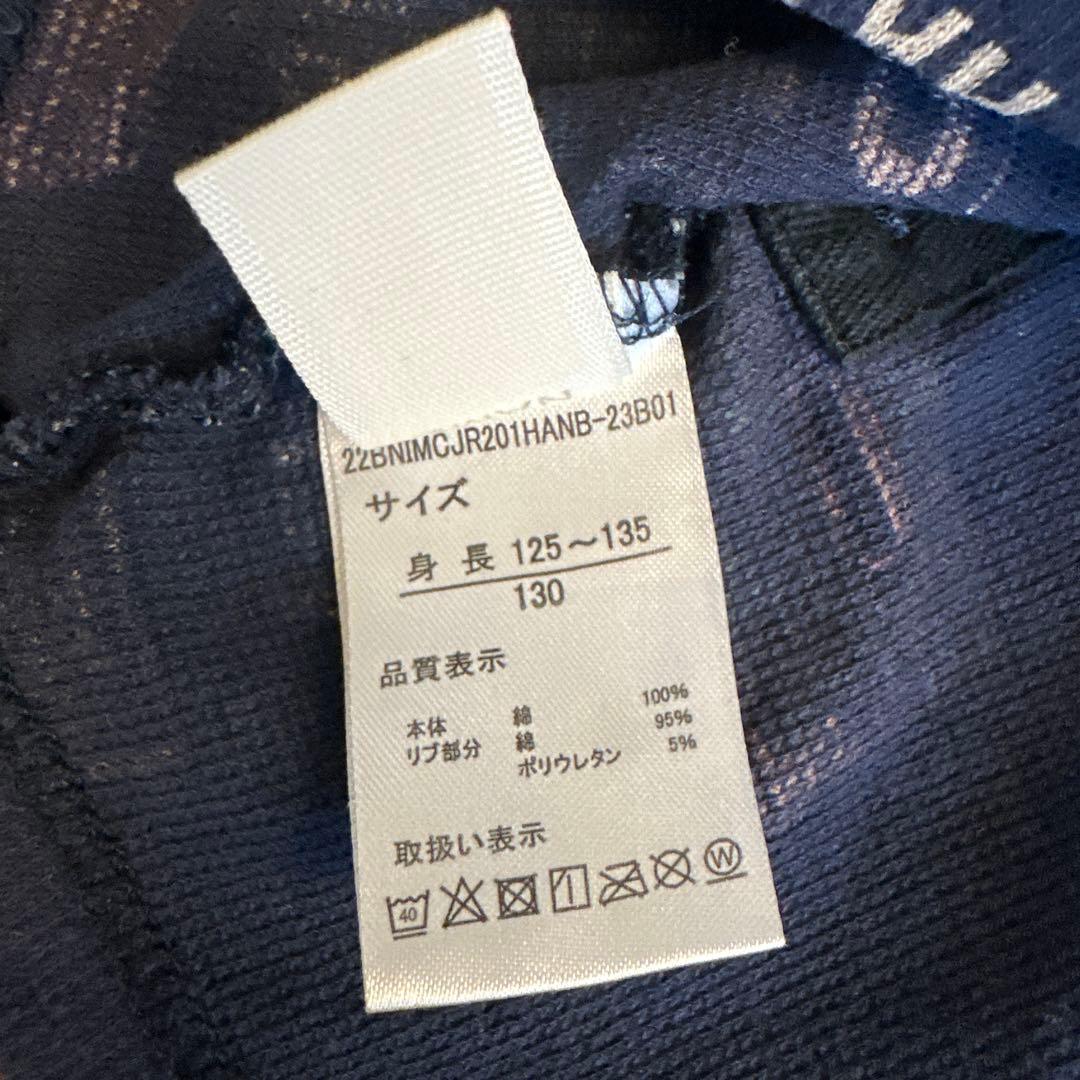 22BNIMCJR201HANB-23B01
サイズ
身長 125～135
130
品質表示
本体 綿 100%
リブ部分 綿 95%
ポリウレタン 5%
取扱い表示
40
W